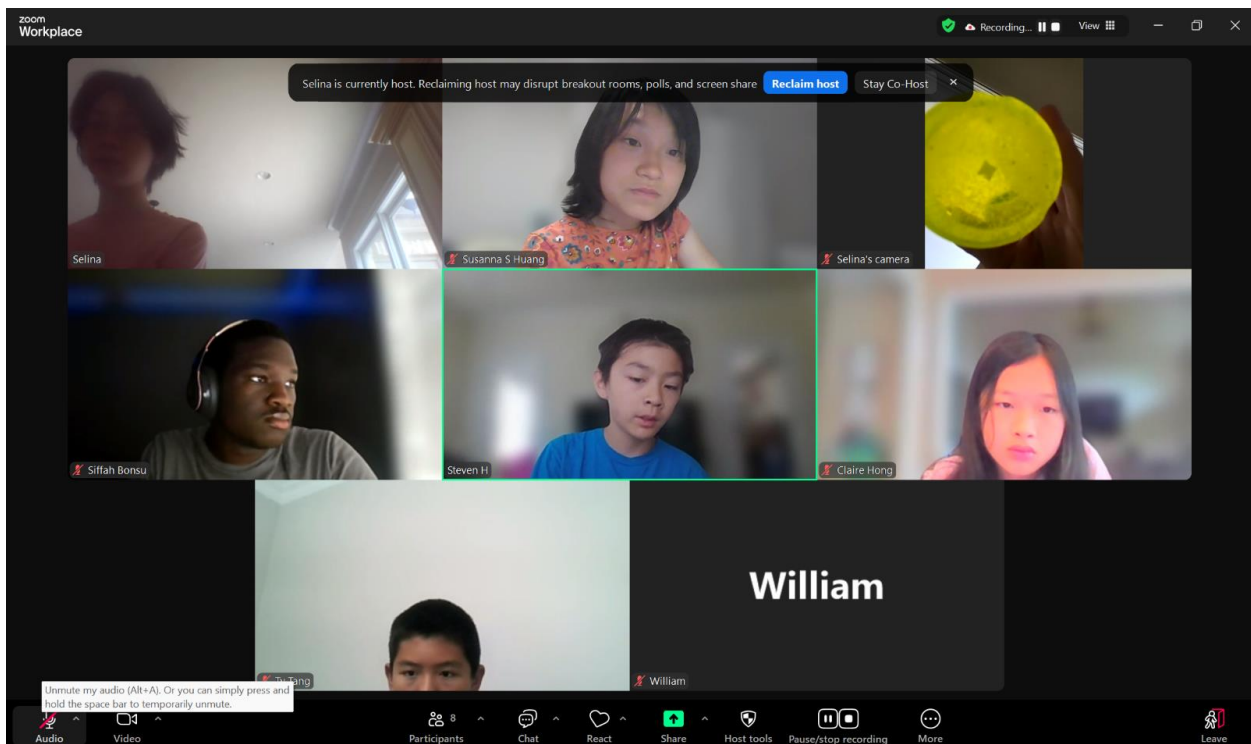 zoom
Workplace
Recording...
View
Selina is currently host. Reclaiming host may disrupt breakout rooms, polls, and screen share
Reclaim host
Stay Co-Host
Selina
Susanna S Huang
Selina's camera
Siffah Bonsu
Steven H
Claire Hong
Tang
William
William
Unmute my audio (Alt+A). Or you can simply press and
hold the space bar to temporarily unmute.
Audio
Video
8
Participants
Chat
React
Share
Host tools
Pause/stop recording
More
Leave